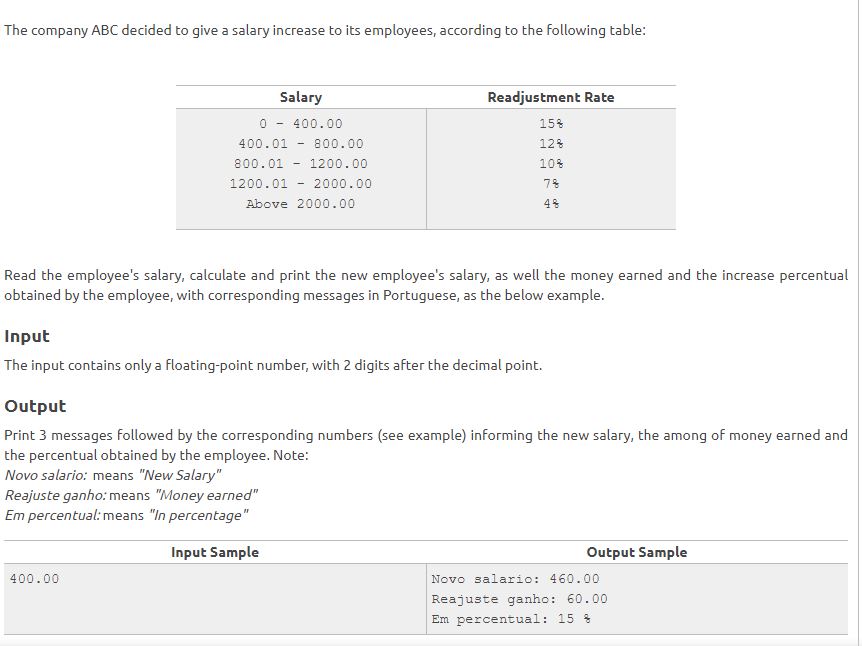 The company ABC decided to give a salary increase to its employees, according to the following table:
Salary Readjustment Rate
0 - 400.00 15%
400.01 - 800.00 12%
800.01 - 1200.00 10%
1200.01 - 2000.00 7%
Above 2000.00 4%
Read the employee's salary, calculate and print the new employee's salary, as well the money earned and the increase percentual
obtained by the employee, with corresponding messages in Portuguese, as the below example.
Input
The input contains only a floating-point number, with 2 digits after the decimal point.
Output
Print 3 messages followed by the corresponding numbers (see example) informing the new salary, the among of money earned and
the percentual obtained by the employee. Note:
Novo salario: means "New Salary"
Reajuste ganho: means "Money earned"
Em percentual: means "In percentage"
Input Sample Output Sample
400.00 Novo salario: 460.00
Reajuste ganho: 60.00
Em percentual: 15 %